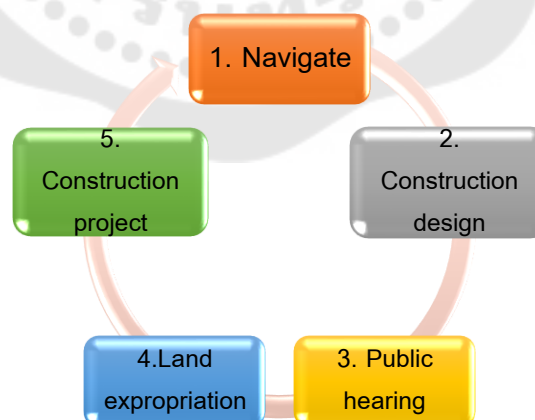 1. Navigate
2.
Construction
design
3. Public
hearing
4.Land
expropriation
5.
Construction
project